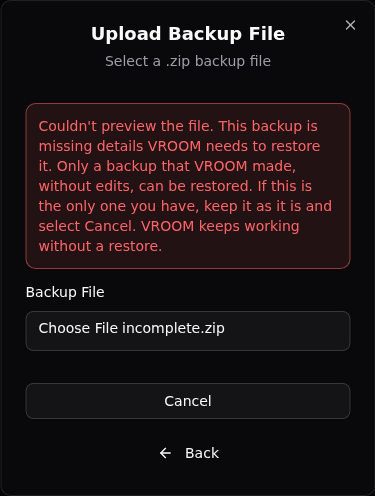 Upload Backup File
Select a .zip backup file
Couldn't preview the file. This backup is
missing details VROOM needs to restore
it. Only a backup that VROOM made,
without edits, can be restored. If this is
the only one you have, keep it as it is and
select Cancel. VROOM keeps working
without a restore.
Backup File
Choose File incomplete.zip
Cancel
Back